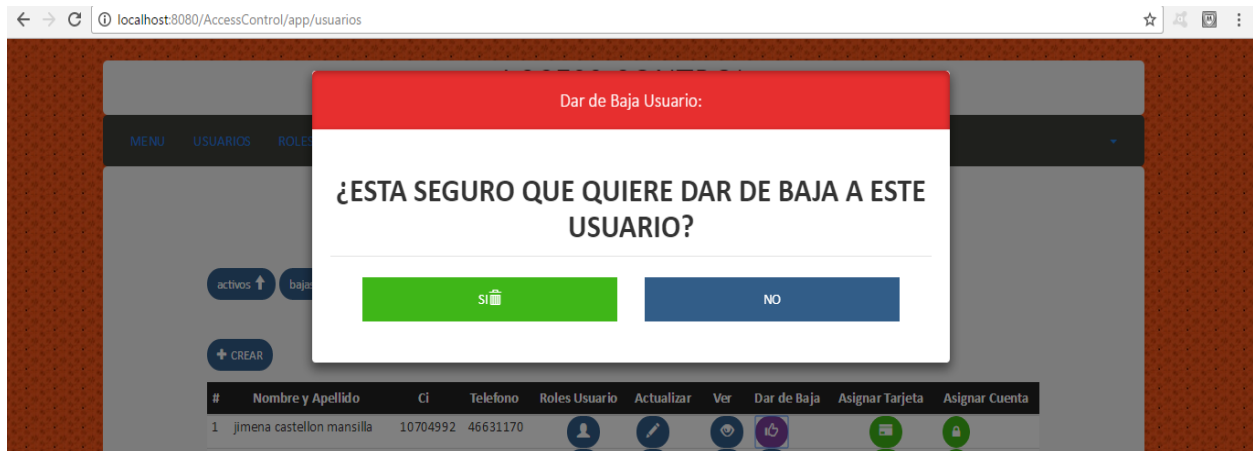 localhost:8080/AccessControl/app/usuarios
Dar de Baja Usuario:
MENU USUARIOS ROLES
¿ESTA SEGURO QUE QUIERE DAR DE BAJA A ESTE
USUARIO?
activos bajas
SI NO
CREAR
# Nombre y Apellido Ci Telefono Roles Usuario Actualizar Ver Dar de Baja Asignar Tarjeta Asignar Cuenta
1 jimena castellon mansilla 10704992 46631170